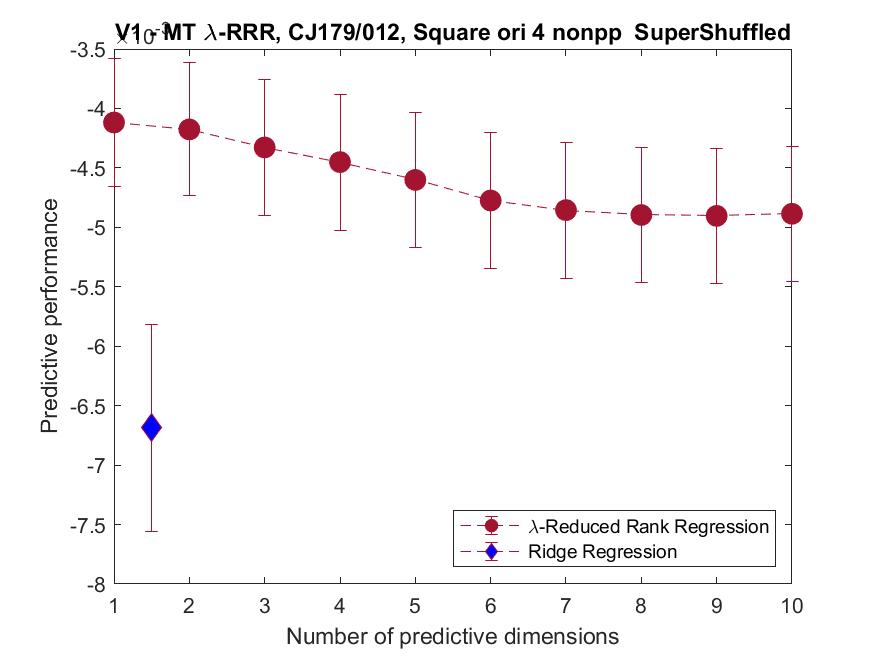 V1 - MT λ-RRR, CJ179/012, Square ori 4 nonpp  SuperShuffled
×10⁻³
-3.5
-4
-4.5
-5
-5.5
-6
-6.5
-7
-7.5
-8
Predictive performance
λ-Reduced Rank Regression
Ridge Regression
1 2 3 4 5 6 7 8 9 10
Number of predictive dimensions